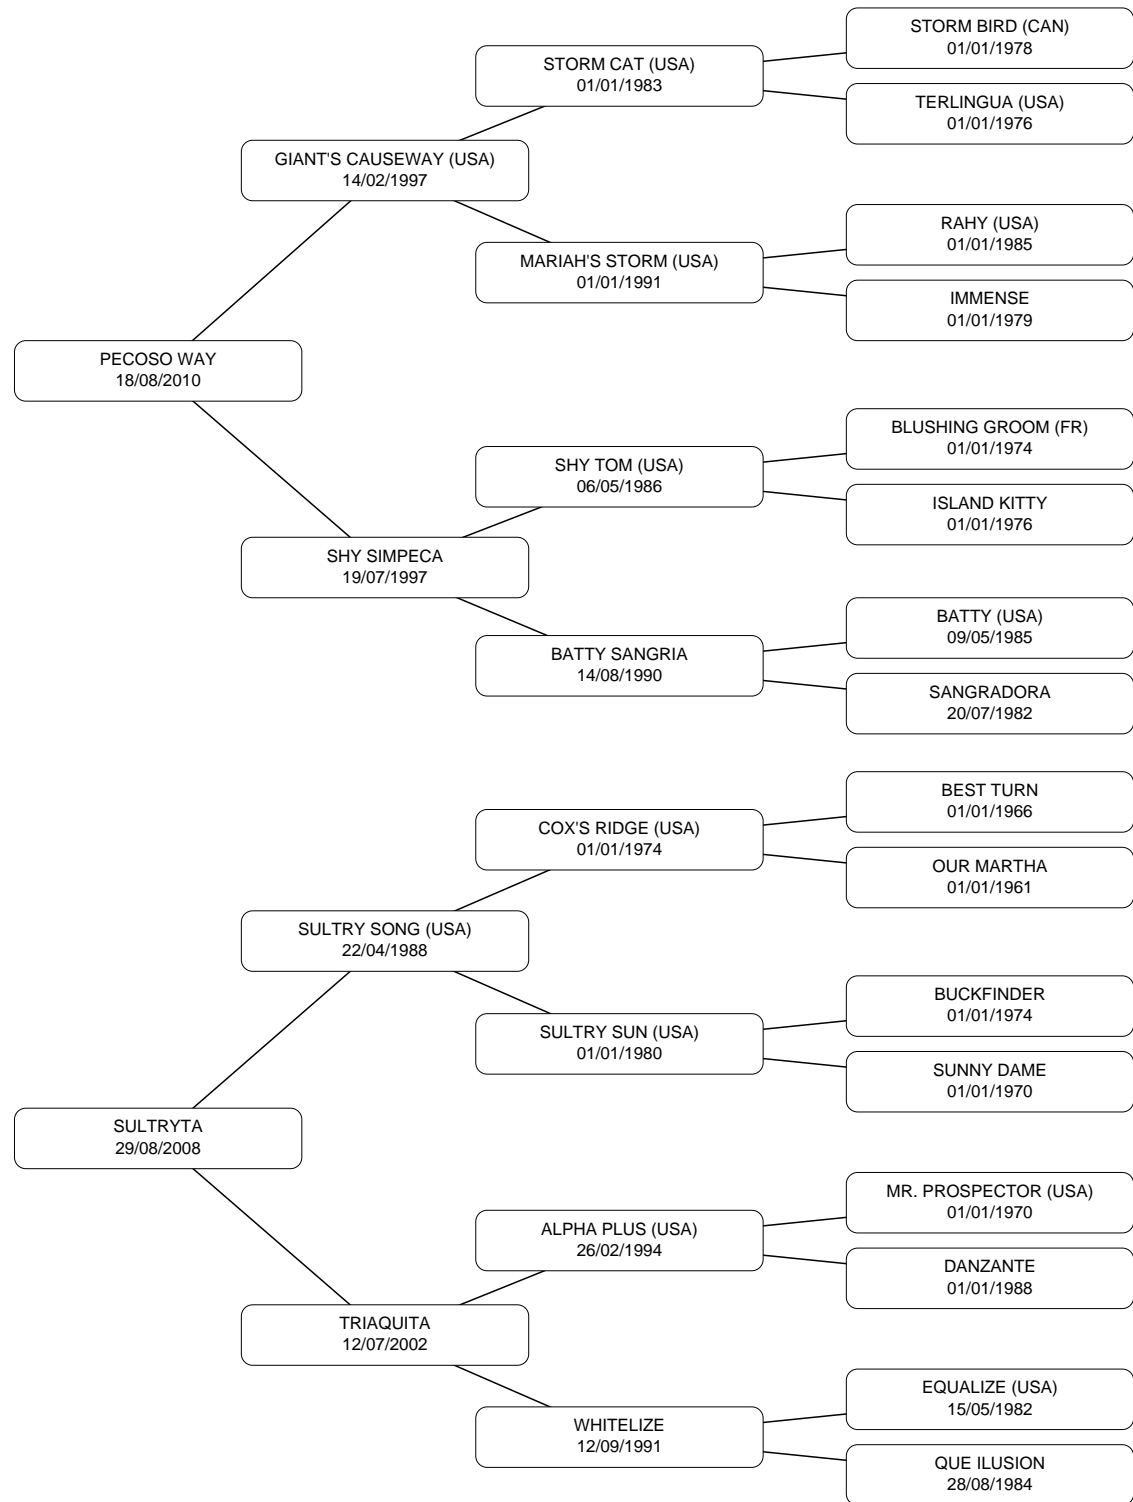 STORM BIRD (CAN)
01/01/1978
STORM CAT (USA)
01/01/1983
TERLINGUA (USA)
01/01/1976
GIANT'S CAUSEWAY (USA)
14/02/1997
RAHY (USA)
01/01/1985
MARIAH'S STORM (USA)
01/01/1991
IMMENSE
01/01/1979
PECOSO WAY
18/08/2010
BLUSHING GROOM (FR)
01/01/1974
SHY TOM (USA)
06/05/1986
ISLAND KITTY
01/01/1976
SHY SIMPECA
19/07/1997
BATTY (USA)
09/05/1985
BATTY SANGRIA
14/08/1990
SANGRADORA
20/07/1982
BEST TURN
01/01/1966
COX'S RIDGE (USA)
01/01/1974
OUR MARTHA
01/01/1961
SULTRY SONG (USA)
22/04/1988
BUCKFINDER
01/01/1974
SULTRY SUN (USA)
01/01/1980
SUNNY DAME
01/01/1970
SULTRYTA
29/08/2008
MR. PROSPECTOR (USA)
01/01/1970
ALPHA PLUS (USA)
26/02/1994
DANZANTE
01/01/1988
TRIAQUITA
12/07/2002
EQUALIZE (USA)
15/05/1982
WHITELIZE
12/09/1991
QUE ILUSION
28/08/1984